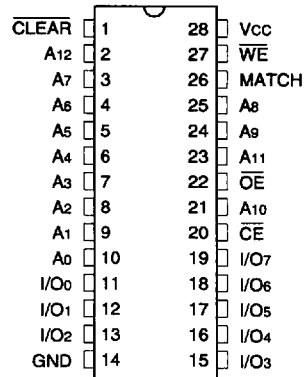 CLEAR 1 28 Vcc
A12 2 27 WE
A7 3 26 MATCH
A6 4 25 A8
A5 5 24 A9
A4 6 23 A11
A3 7 22 OE
A2 8 21 A10
A1 9 20 CE
A0 10 19 I/O7
I/O0 11 18 I/O6
I/O1 12 17 I/O5
I/O2 13 16 I/O4
GND 14 15 I/O3